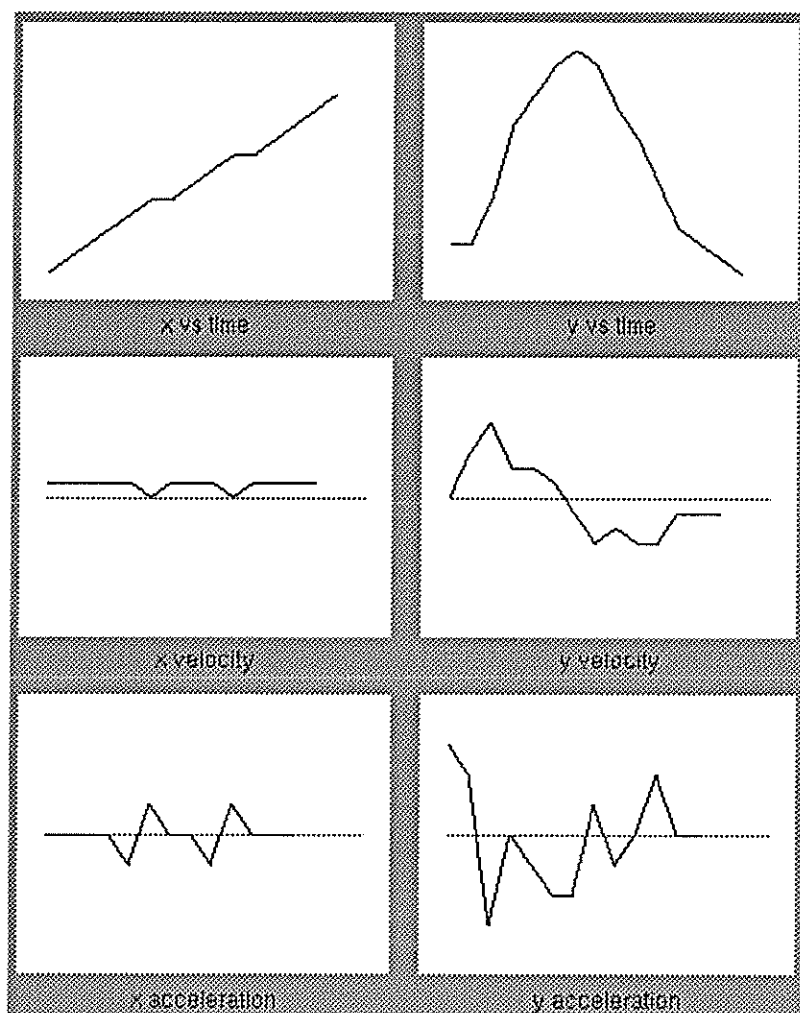 x vs time
y vs time
x velocity
y velocity
x acceleration
y acceleration